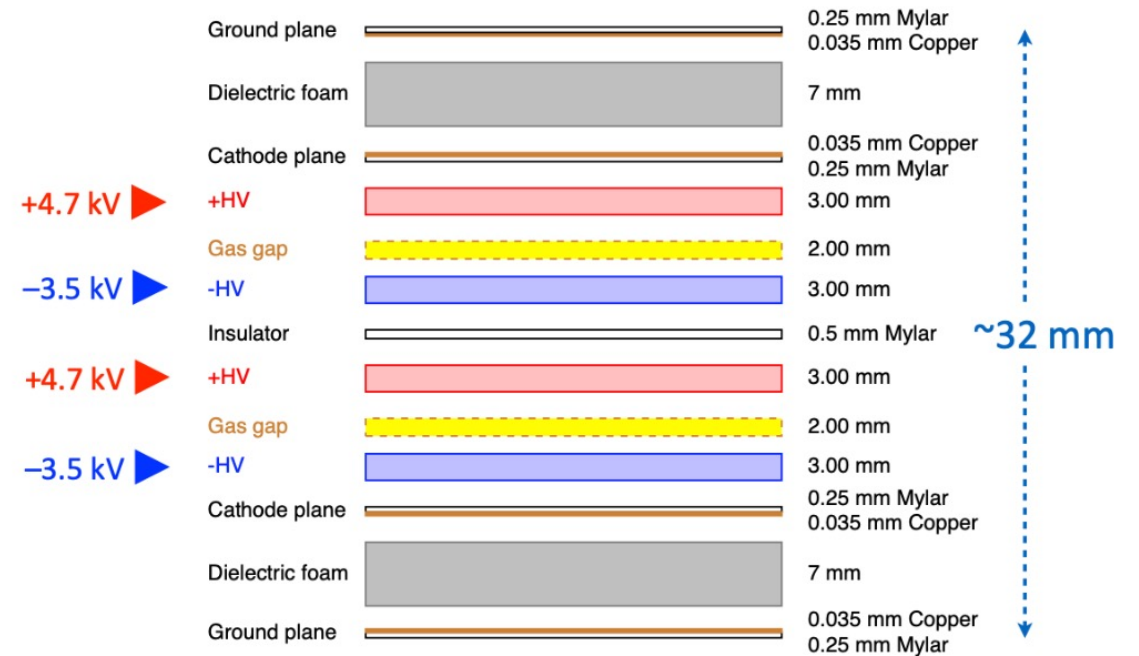 Ground plane
0.25 mm Mylar
0.035 mm Copper
Dielectric foam
7 mm
Cathode plane
0.035 mm Copper
0.25 mm Mylar
+4.7 kV
+HV
3.00 mm
Gas gap
2.00 mm
−3.5 kV
-HV
3.00 mm
Insulator
0.5 mm Mylar
~32 mm
+4.7 kV
+HV
3.00 mm
Gas gap
2.00 mm
−3.5 kV
-HV
3.00 mm
Cathode plane
0.25 mm Mylar
0.035 mm Copper
Dielectric foam
7 mm
Ground plane
0.035 mm Copper
0.25 mm Mylar